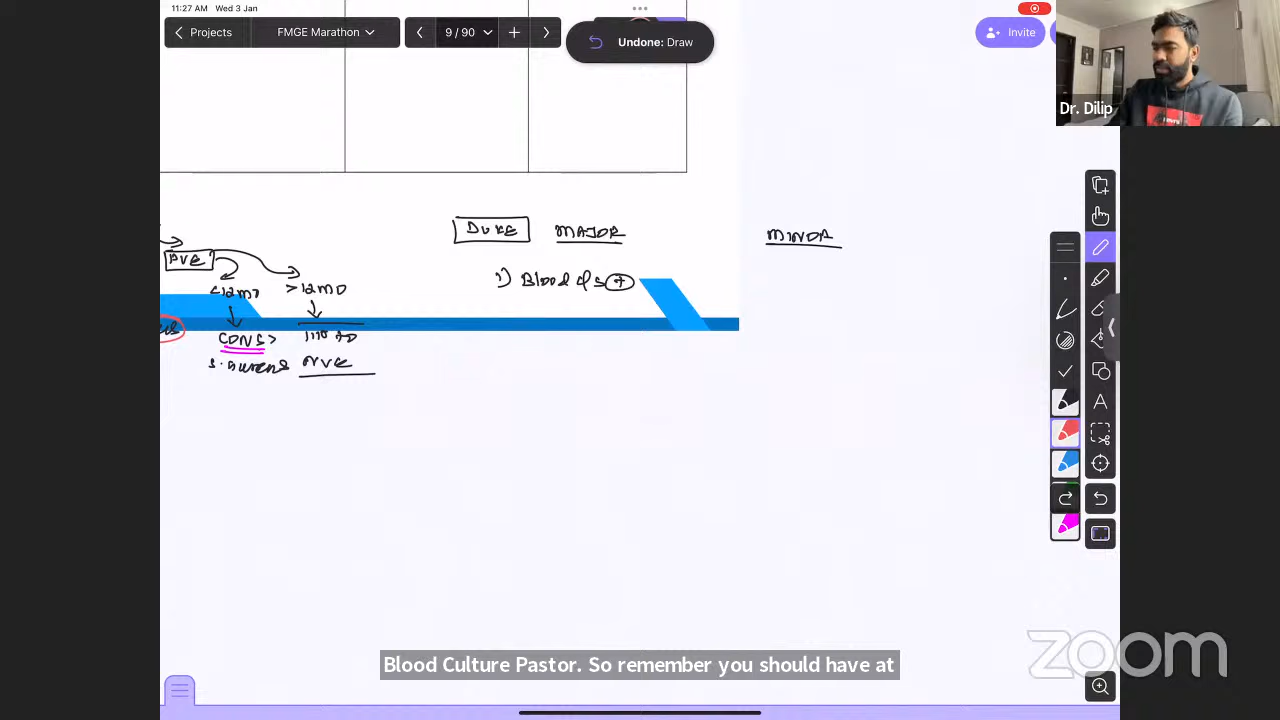 11:27 AM Wed 3 Jan
Projects
FMGE Marathon
9 / 90
Undone: Draw
Invite
Dr. Dilip
DUKE MAJOR MINOR
PVE
<12mo >12mo
1) Blood c/s +
CONS>
S. aureus NVE
A
Blood Culture Pastor. So remember you should have at
zoom